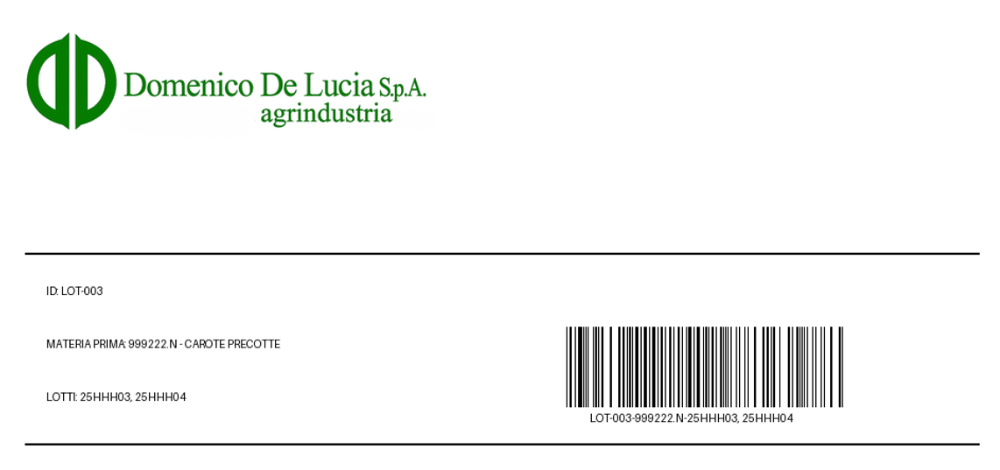 Domenico De Lucia S.p.A.
agrindustria
ID: LOT-003
MATERIA PRIMA: 999222.N - CAROTE PRECOTTE
LOTTI: 25HHH03, 25HHH04
LOT-003-999222.N-25HHH03, 25HHH04